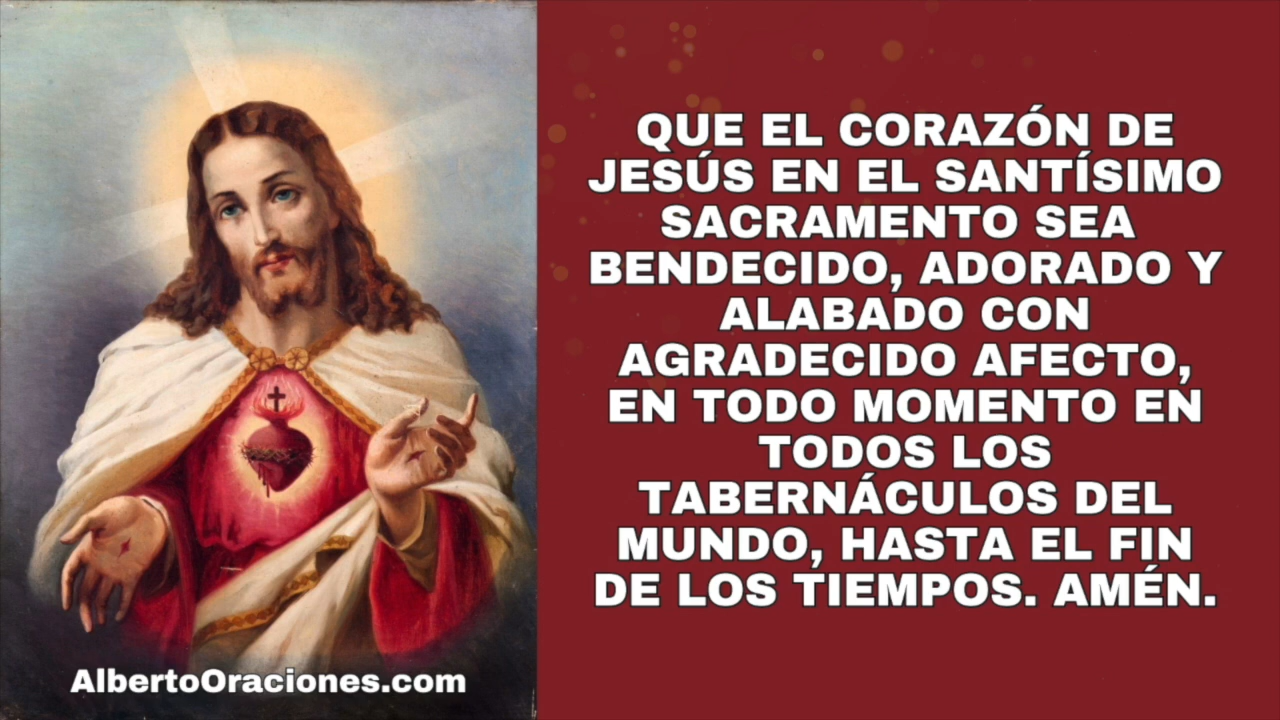 QUE EL CORAZÓN DE
JESÚS EN EL SANTÍSIMO
SACRAMENTO SEA
BENDECIDO, ADORADO Y
ALABADO CON
AGRADECIDO AFECTO,
EN TODO MOMENTO EN
TODOS LOS
TABERNÁCULOS DEL
MUNDO, HASTA EL FIN
DE LOS TIEMPOS. AMÉN.
AlbertoOraciones.com